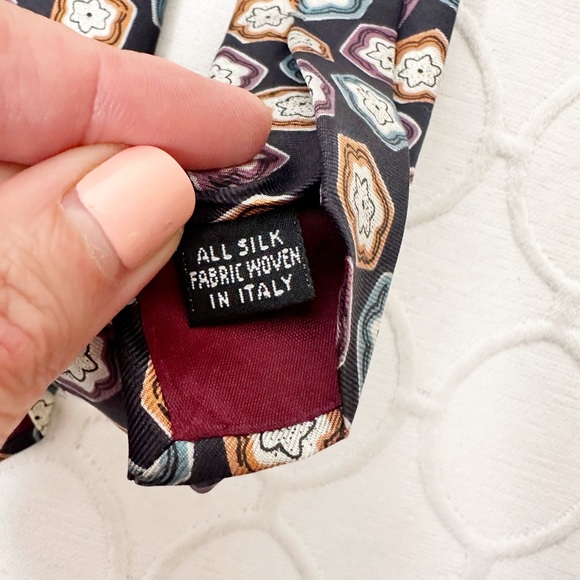 ALL SILK
FABRIC WOVEN
IN ITALY